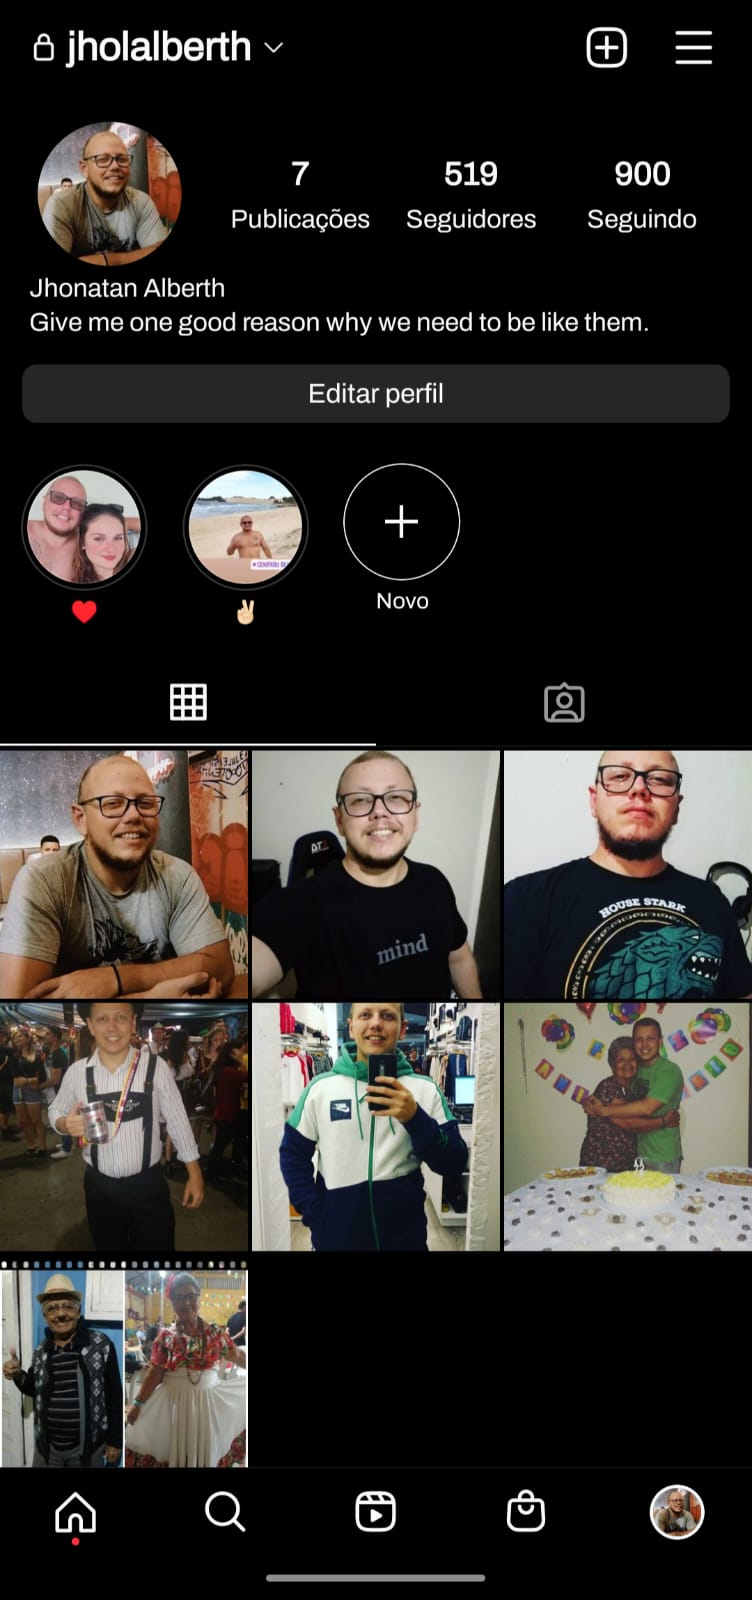 jholalberth
7
519
900
Publicações
Seguidores
Seguindo
Jhonatan Alberth
Give me one good reason why we need to be like them.
Editar perfil
Novo
mind
HOUSE STARK